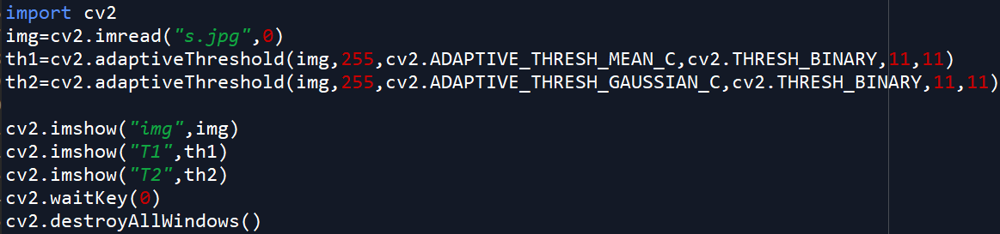 import cv2
img=cv2.imread("s.jpg",0)
th1=cv2.adaptiveThreshold(img,255,cv2.ADAPTIVE_THRESH_MEAN_C,cv2.THRESH_BINARY,11,11)
th2=cv2.adaptiveThreshold(img,255,cv2.ADAPTIVE_THRESH_GAUSSIAN_C,cv2.THRESH_BINARY,11,11)
cv2.imshow("img",img)
cv2.imshow("T1",th1)
cv2.imshow("T2",th2)
cv2.waitKey(0)
cv2.destroyAllWindows()